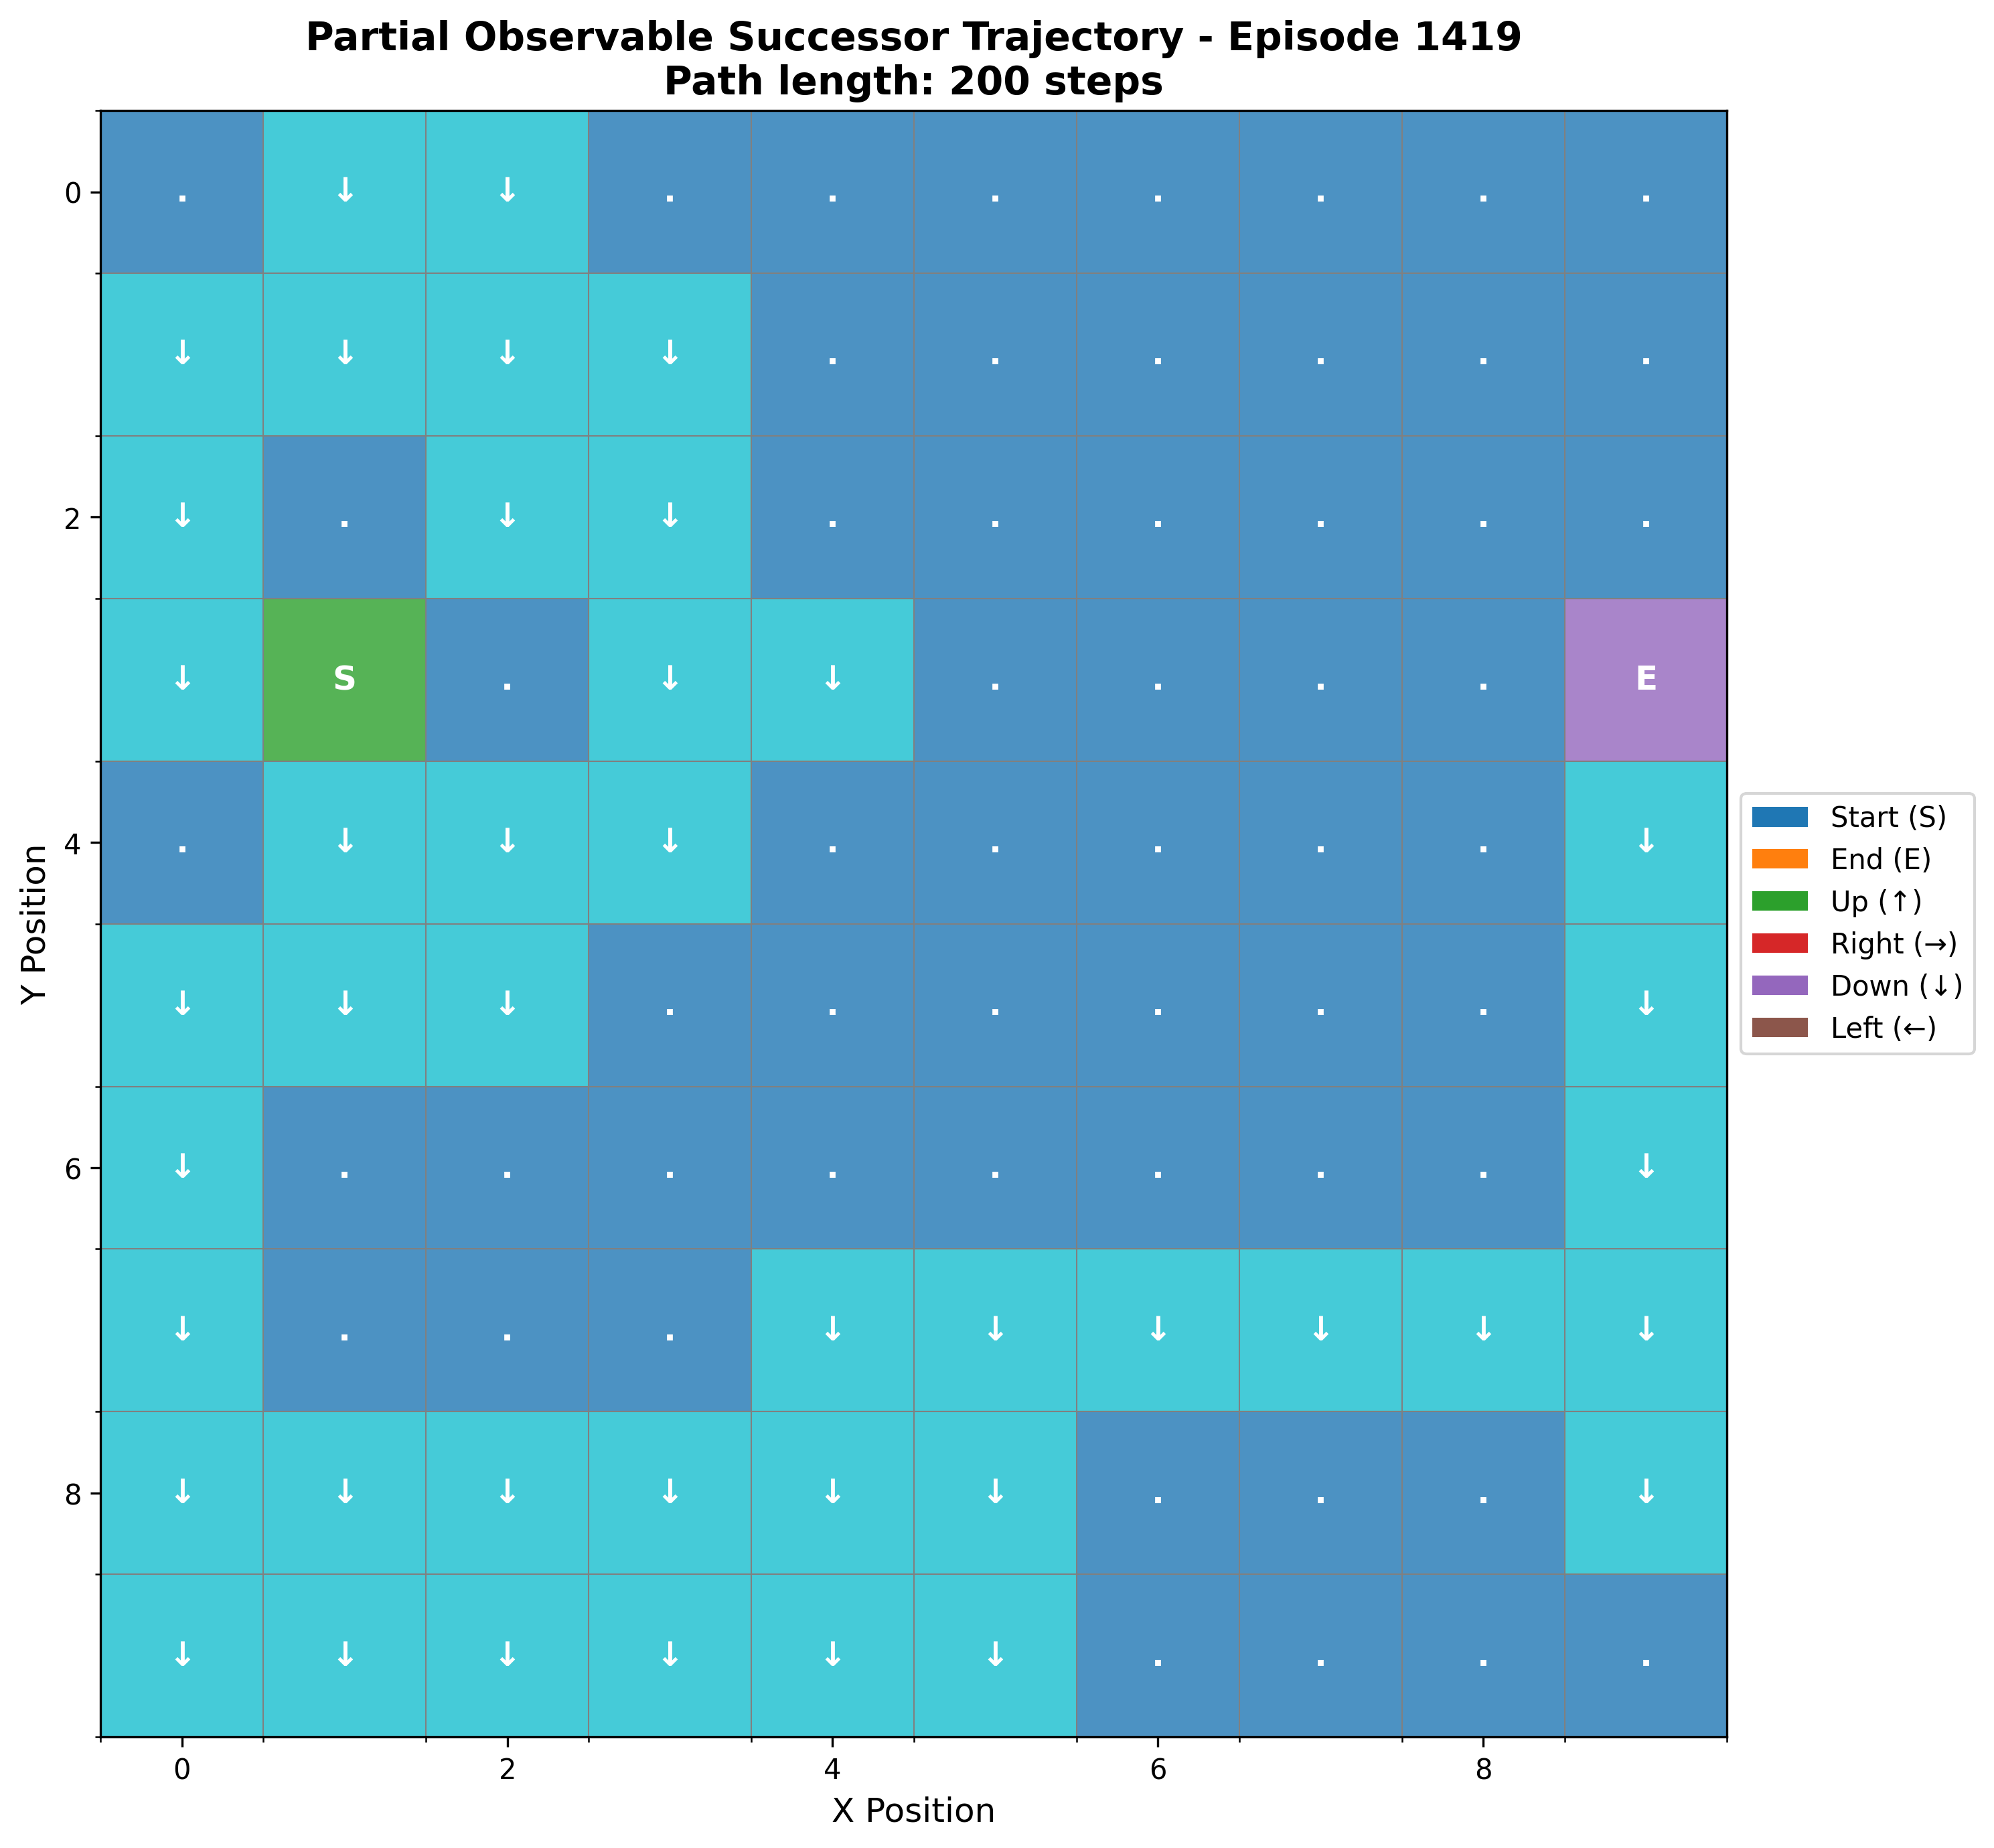 Partial Observable Successor Trajectory - Episode 1419
Path length: 200 steps
0 . ↓ ↓ . . . . . . .
↓ ↓ ↓ ↓ . . . . . .
2 ↓ . ↓ ↓ . . . . . .
↓ S . ↓ ↓ . . . . E
4 . ↓ ↓ ↓ . . . . . ↓
↓ ↓ ↓ . . . . . . ↓
6 ↓ . . . . . . . . ↓
↓ . . . ↓ ↓ ↓ ↓ ↓ ↓
8 ↓ ↓ ↓ ↓ ↓ ↓ . . . ↓
↓ ↓ ↓ ↓ ↓ ↓ . . . .
0 2 4 6 8
X Position
Y Position
Start (S)
End (E)
Up (↑)
Right (→)
Down (↓)
Left (←)